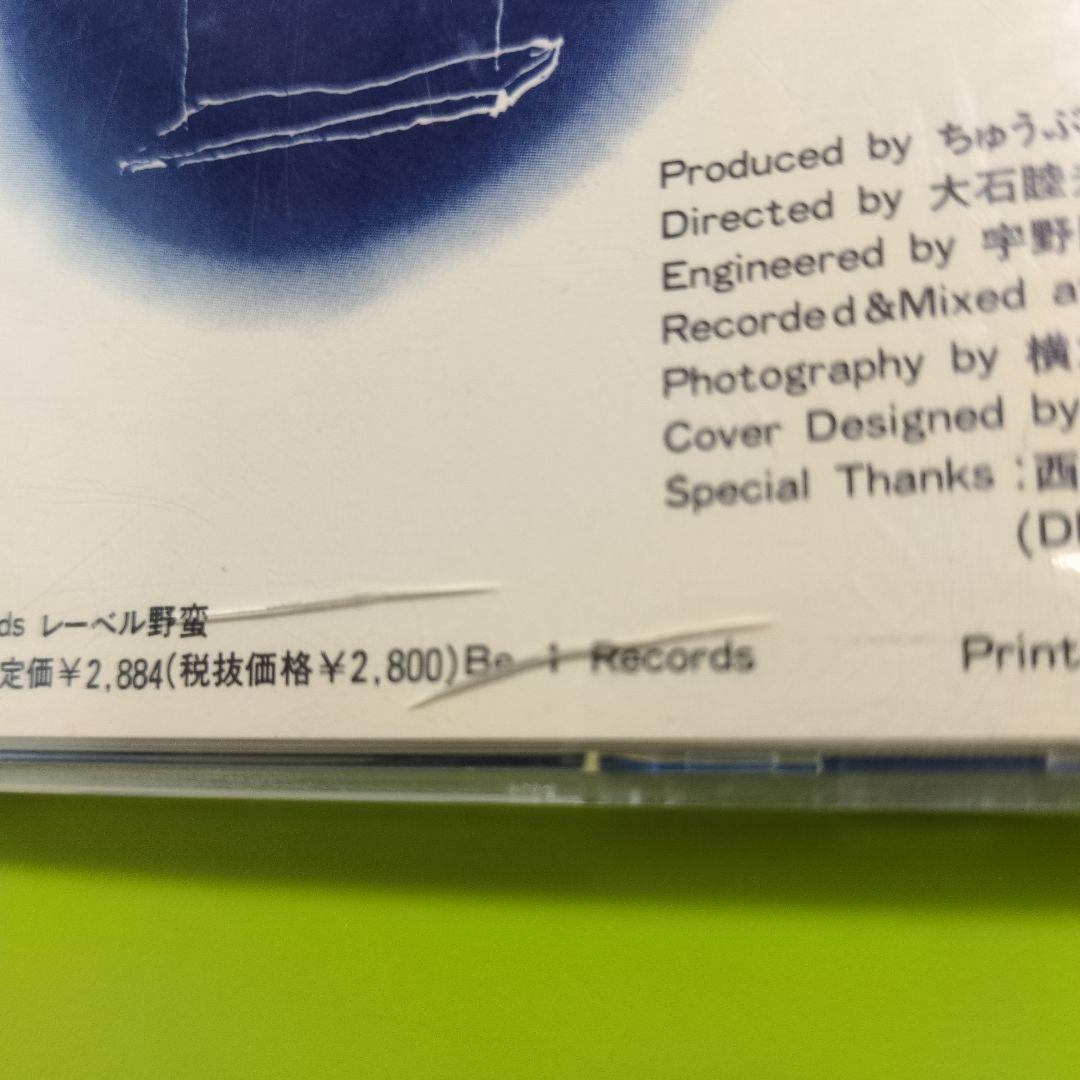 Produced by ちゅうぶ
Directed by 大石睦
Engineered by 宇野
Recorded&Mixed a
Photography by 横
Cover Designed by
Special Thanks : 西
(D
ds レーベル野蛮
定価¥2,884(税抜価格¥2,800) Records
Print